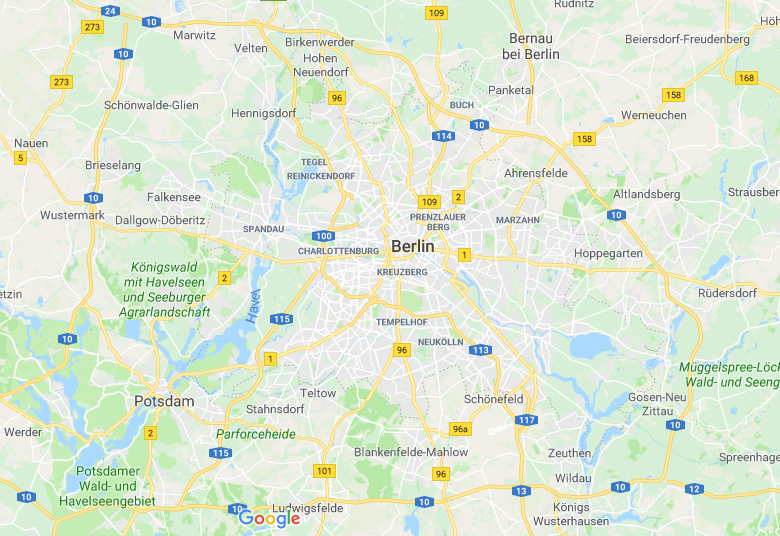 24
10
273
Marwitz
Velten
Birkenwerder
Hohen
Neuendorf
109
Rüdnitz
Bernau
bei Berlin
Beiersdorf-Freudenberg
10
273
96
168
Schönwalde-Glien
Hennigsdorf
BUCH
Panketal
158
Werneuchen
10
114
158
Nauen
5
Brieselang
TEGEL
REINICKENDORF
Ahrensfelde
10
Falkensee
109
2
Altlandsberg
Strausber
Wustermark
Dallgow-Döberitz
SPANDAU
PRENZLAUER
BERG
MARZAHN
10
100
CHARLOTTENBURG
Berlin
1
Hoppegarten
Königswald
mit Havelseen
und Seeburger
Agrarlandschaft
2
KREUZBERG
etzin
Havel
Rüdersdorf
115
TEMPELHOF
10
NEUKÖLLN
96
113
1
Müggelspree-Löck
Wald- und Seeng
Potsdam
Teltow
Stahnsdorf
Schönefeld
Gosen-Neu
Zittau
117
Werder
2
Parforceheide
96a
10
115
Blankenfelde-Mahlow
Zeuthen
Spreenhagen
Potsdamer
Wald- und
Havelseengebiet
101
96
Wildau
10
13
10
12
10
10
Ludwigsfelde
Königs
Wusterhausen
Google